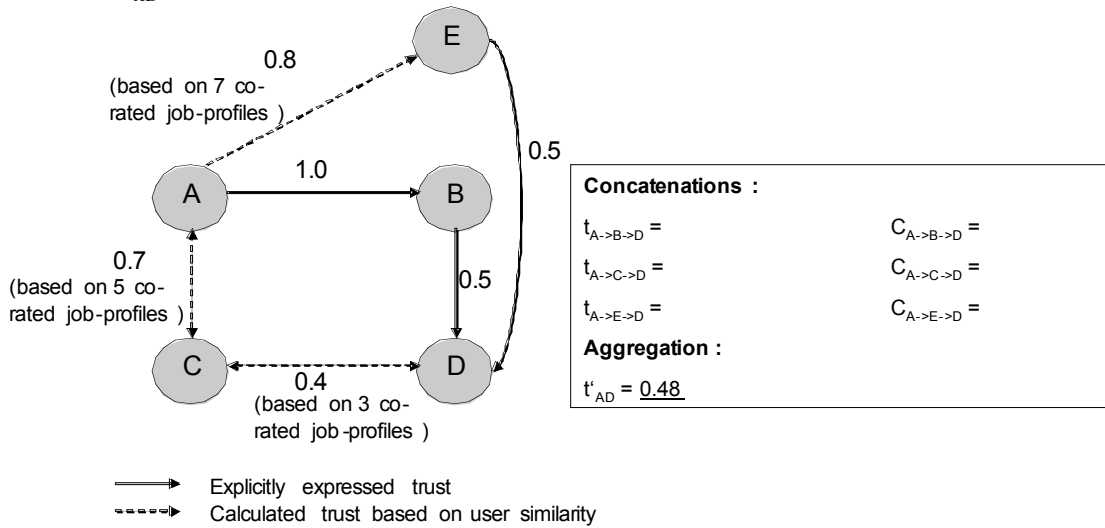 AD
E
0.8
(based on 7 co-
rated job-profiles )
0.5
A
1.0
B
0.7
(based on 5 co-
rated job-profiles )
0.5
C
D
0.4
(based on 3 co-
rated job-profiles )
Concatenations :
tA->B->D = CA->B->D =
tA->C->D = CA->C->D =
tA->E->D = CA->E->D =
Aggregation :
t‘AD = 0.48
Explicitly expressed trust
Calculated trust based on user similarity